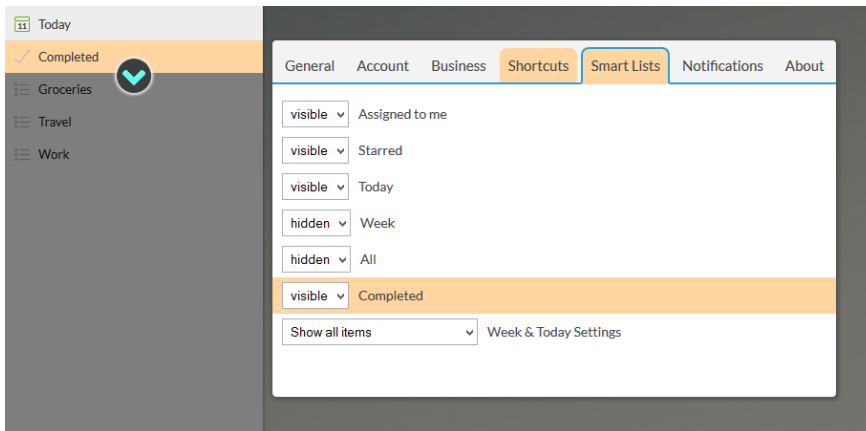 11 Today
Completed
Groceries
Travel
Work
General Account Business Shortcuts Smart Lists Notifications About
visible Assigned to me
visible Starred
visible Today
hidden Week
hidden All
visible Completed
Show all items Week & Today Settings